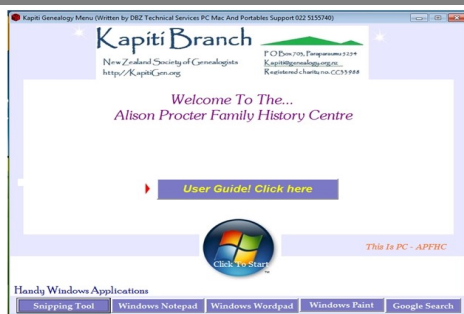 Kapiti Genealogy Menu (Written by DBZ Technical Services PC Mac And Portables Support 022 5155740)
Kapiti Branch
New Zealand Society of Genealogists
http://KapitiGen.org
P O Box 703, Paraparaumu 5254
Kapiti@genealogy.org.nz
Registered charity no. CC53988
Welcome To The...
Alison Procter Family History Centre
User Guide! Click here
Click To Start
This Is PC - APFHC
Handy Windows Applications
Snipping Tool
Windows Notepad
Windows Wordpad
Windows Paint
Google Search